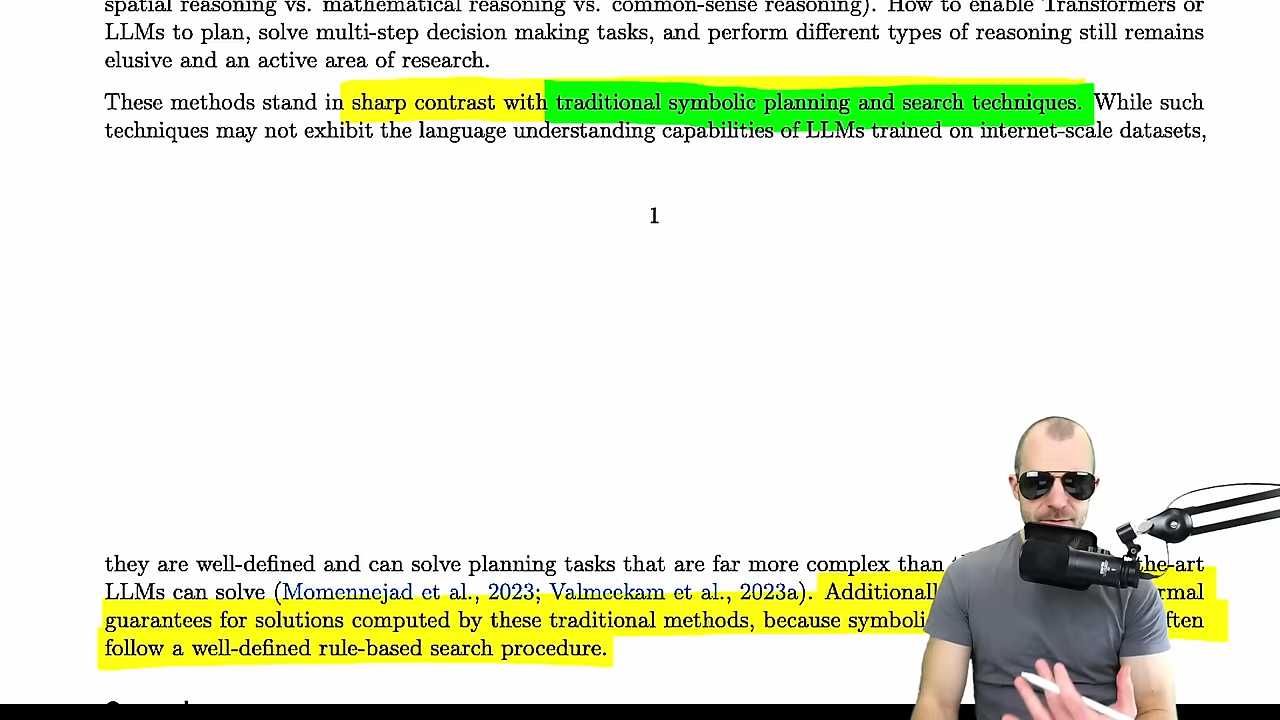 spatial reasoning vs. mathematical reasoning vs. common-sense reasoning). How to enable Transformers or
LLMs to plan, solve multi-step decision making tasks, and perform different types of reasoning still remains
elusive and an active area of research.
These methods stand in sharp contrast with traditional symbolic planning and search techniques. While such
techniques may not exhibit the language understanding capabilities of LLMs trained on internet-scale datasets,
1
they are well-defined and can solve planning tasks that are far more complex than the-art
LLMs can solve (Momennejad et al., 2023; Valmeekam et al., 2023a).
guarantees for solutions computed by these traditional methods, because
follow a well-defined rule-based search procedure.